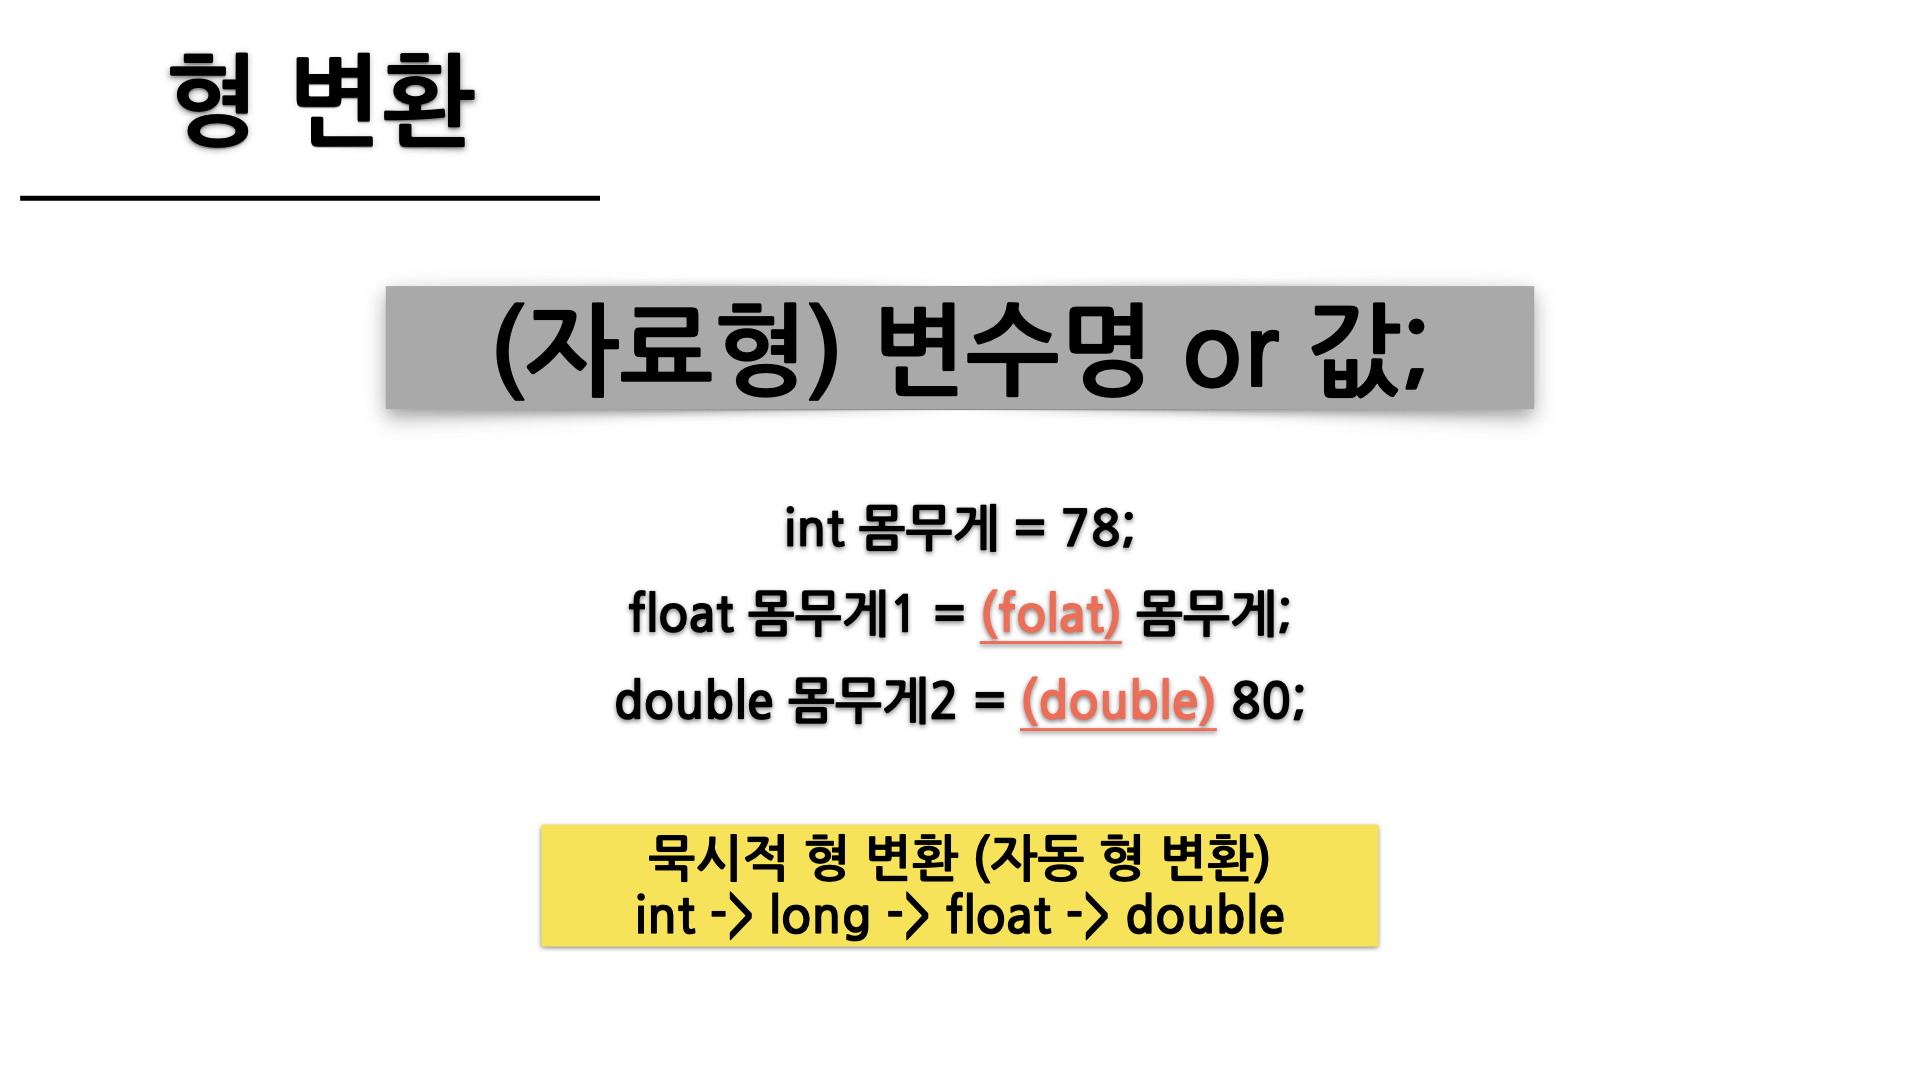 형 변환
(자료형) 변수명 or 값;
int 몸무게 = 78;
float 몸무게1 = (folat) 몸무게;
double 몸무게2 = (double) 80;
묵시적 형 변환 (자동 형 변환)
int -> long -> float -> double